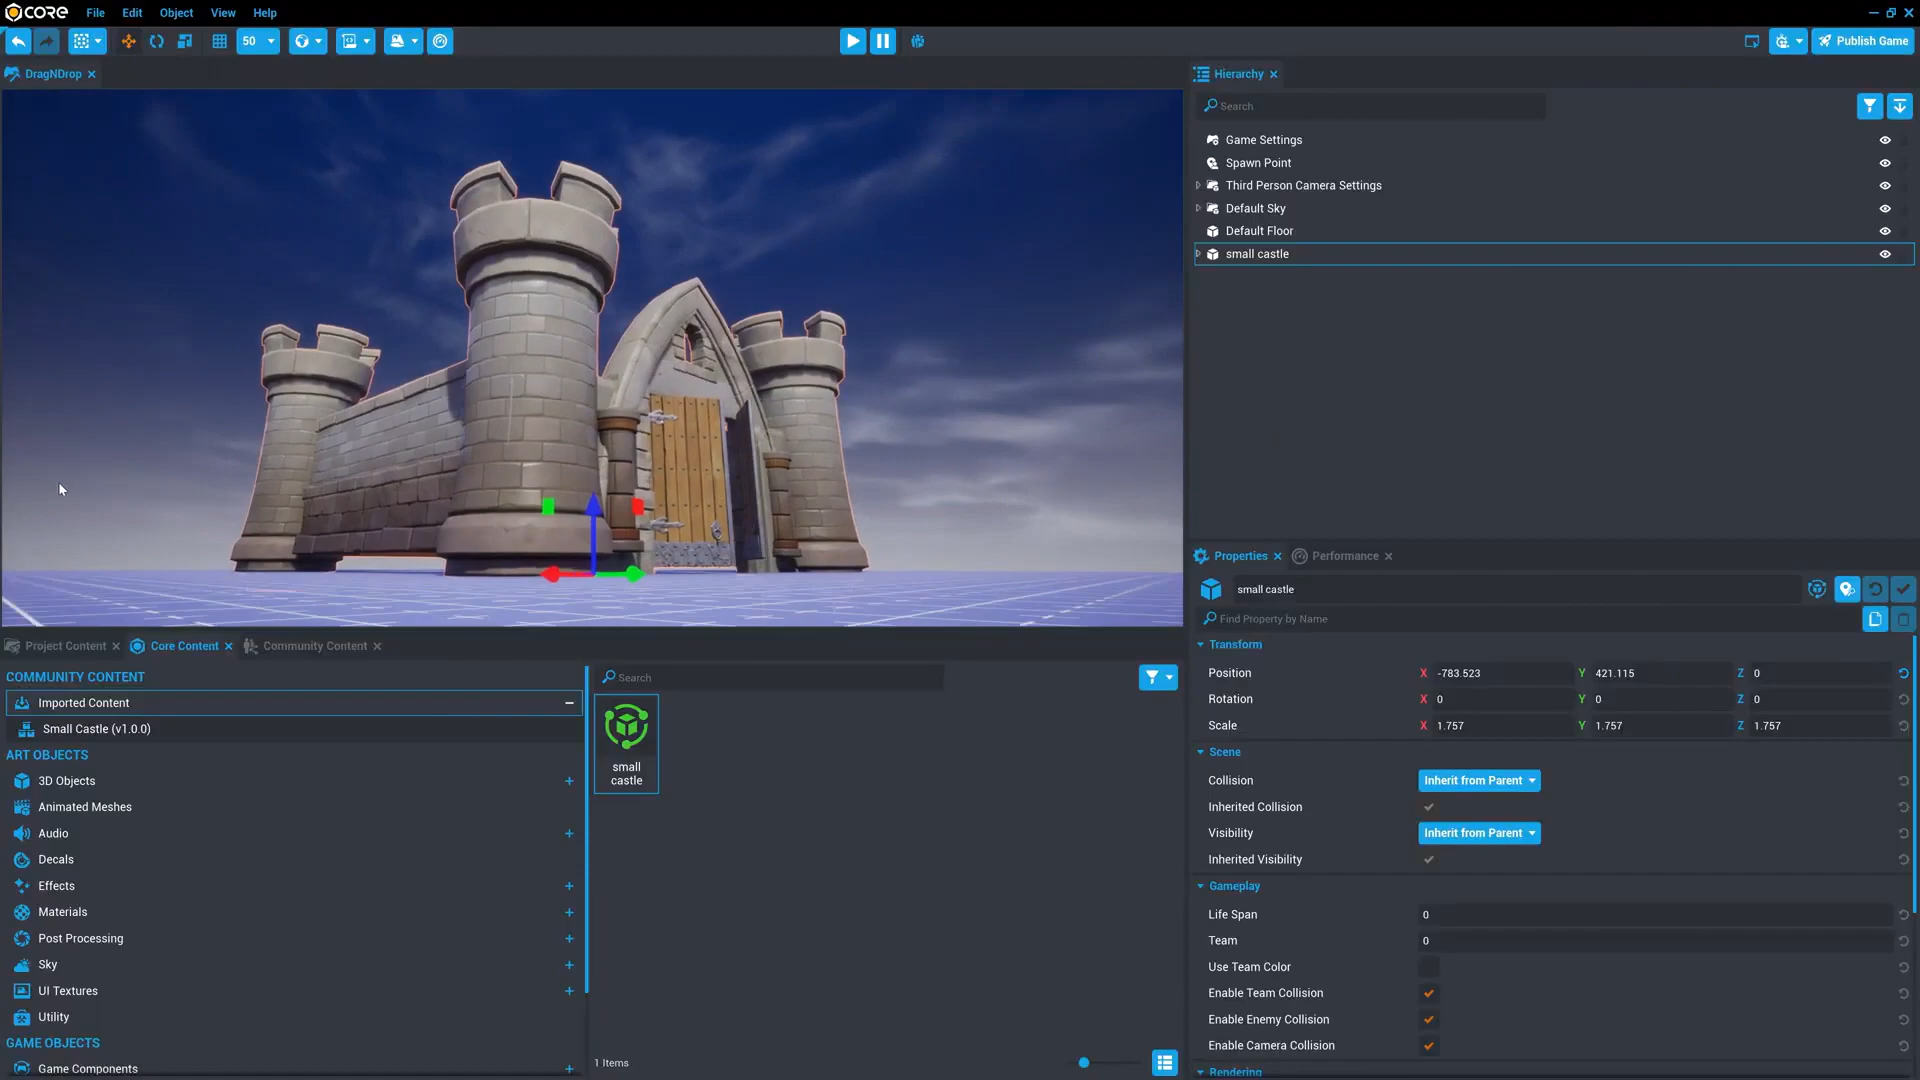 CORE File Edit Object View Help
50 Publish Game
DragNDrop
Hierarchy
Search
Game Settings
Spawn Point
Third Person Camera Settings
Default Sky
Default Floor
small castle
Project Content Core Content Community Content
COMMUNITY CONTENT
Imported Content
Small Castle (v1.0.0)
ART OBJECTS
3D Objects
Animated Meshes
Audio
Decals
Effects
Materials
Post Processing
Sky
UI Textures
Utility
GAME OBJECTS
Game Components
Search
small
castle
1 Items
Properties Performance
small castle
Find Property by Name
Transform
Position X -783.523 Y 421.115 Z 0
Rotation X 0 Y 0 Z 0
Scale X 1.757 Y 1.757 Z 1.757
Scene
Collision Inherit from Parent
Inherited Collision
Visibility Inherit from Parent
Inherited Visibility
Gameplay
Life Span 0
Team 0
Use Team Color
Enable Team Collision
Enable Enemy Collision
Enable Camera Collision
Rendering